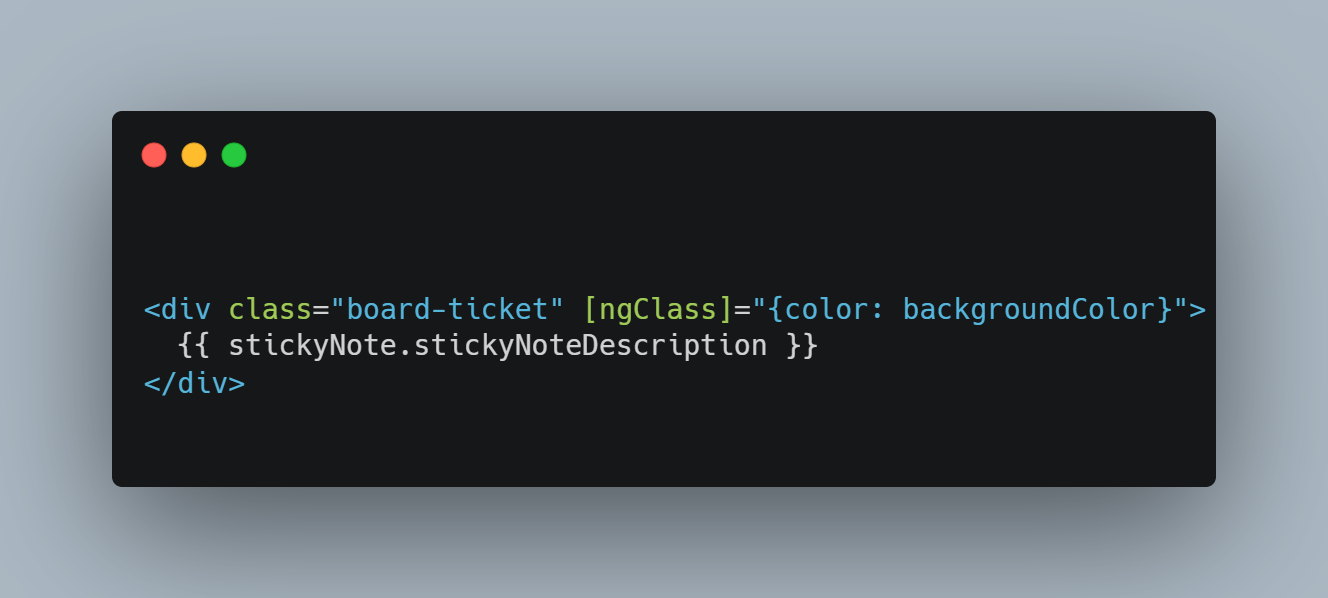 <div class="board-ticket" [ngClass]="{color: backgroundColor}">
  {{ stickyNote.stickyNoteDescription }}
</div>